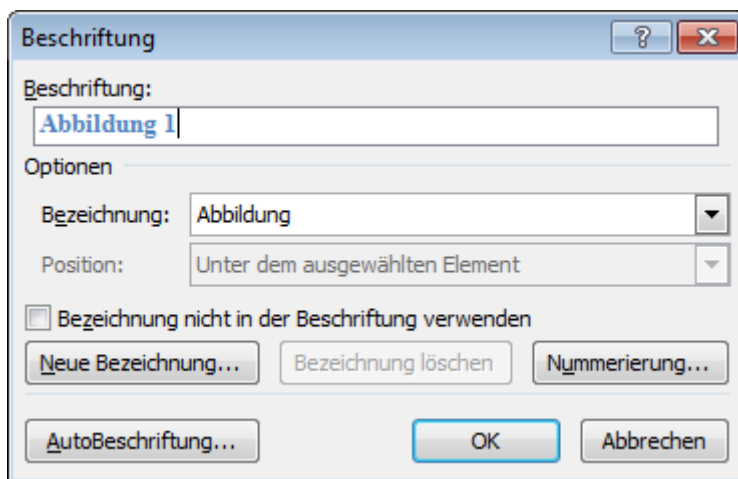 Beschriftung
Beschriftung:
Abbildung 1
Optionen
Bezeichnung: Abbildung
Position: Unter dem ausgewählten Element
Bezeichnung nicht in der Beschriftung verwenden
Neue Bezeichnung... Bezeichnung löschen Nummerierung...
AutoBeschriftung... OK Abbrechen